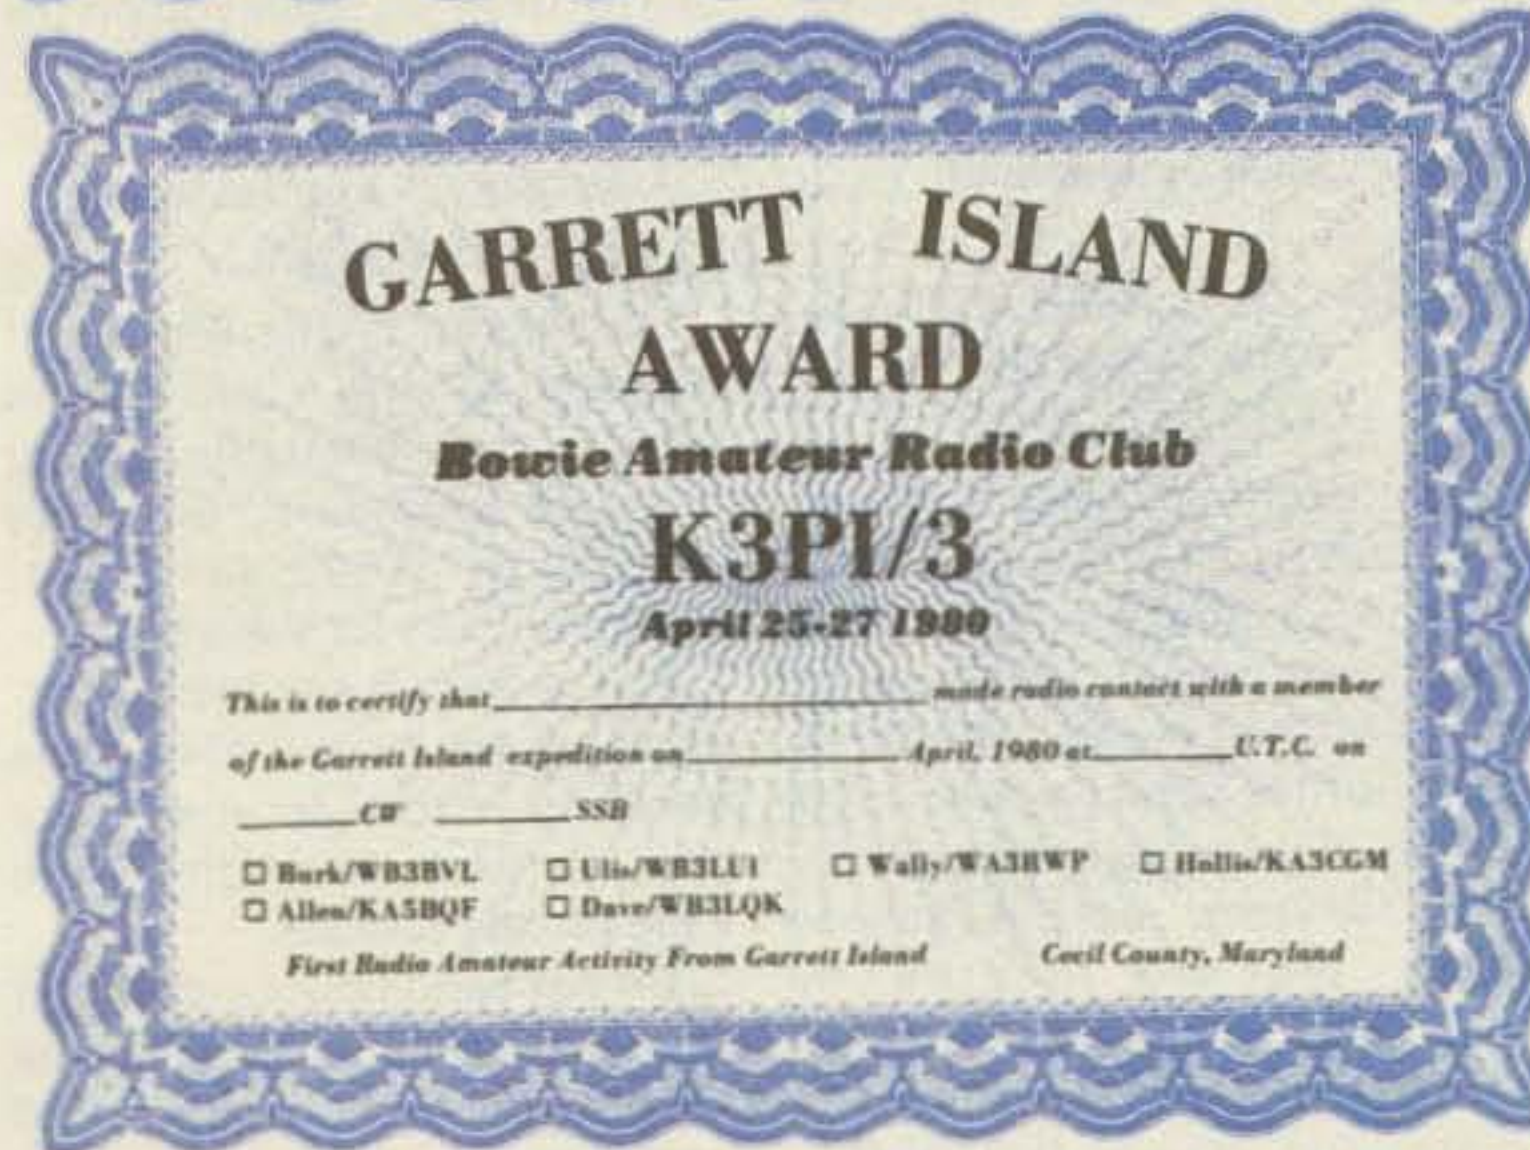 GARRETT ISLAND
AWARD
Bowie Amateur Radio Club
K3PI/3
April 25-27 1980
This is to certify that ______ made radio contact with a member
of the Garrett Island expedition on ______ April, 1980 at ______ U.T.C. on
______ CW ______ SSB
☐ Burk/WB3BVL ☐ Ulis/WB3LUI ☐ Wally/WA3RWP ☐ Hollis/KA3CGM
☐ Allen/KA5BQF ☐ Dave/WB3LQK
First Radio Amateur Activity From Garrett Island Cecil County, Maryland